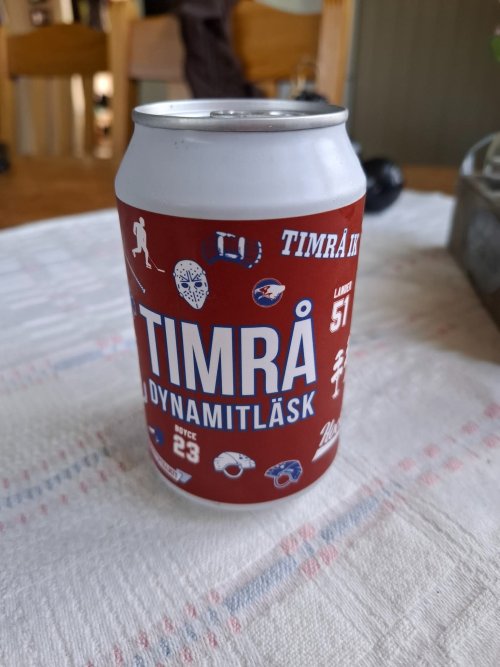 TIMRÅ IK
LANDER
51
TIMRÅ
DYNAMITLÄSK
BOYCE
23